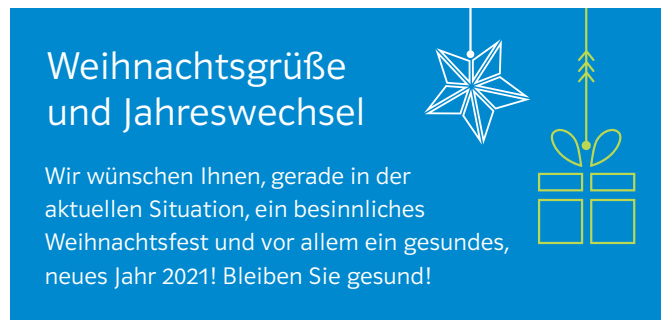 Weihnachtsgrüße
und Jahreswechsel
Wir wünschen Ihnen, gerade in der
aktuellen Situation, ein besinnliches
Weihnachtsfest und vor allem ein gesundes,
neues Jahr 2021! Bleiben Sie gesund!